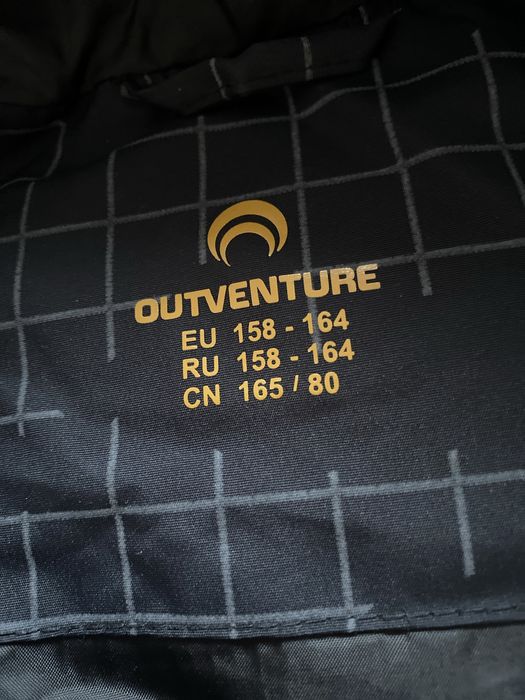 OUTVENTURE
EU 158 - 164
RU 158 - 164
CN 165 / 80